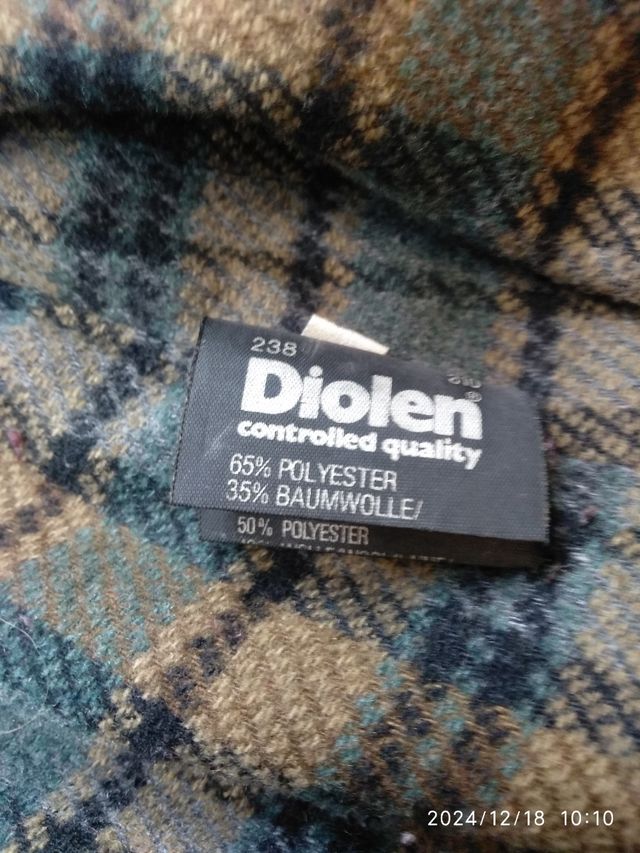 238
Diolen®
controlled quality
65% POLYESTER
35% BAUMWOLLE/
50% POLYESTER
2024/12/18 10:10